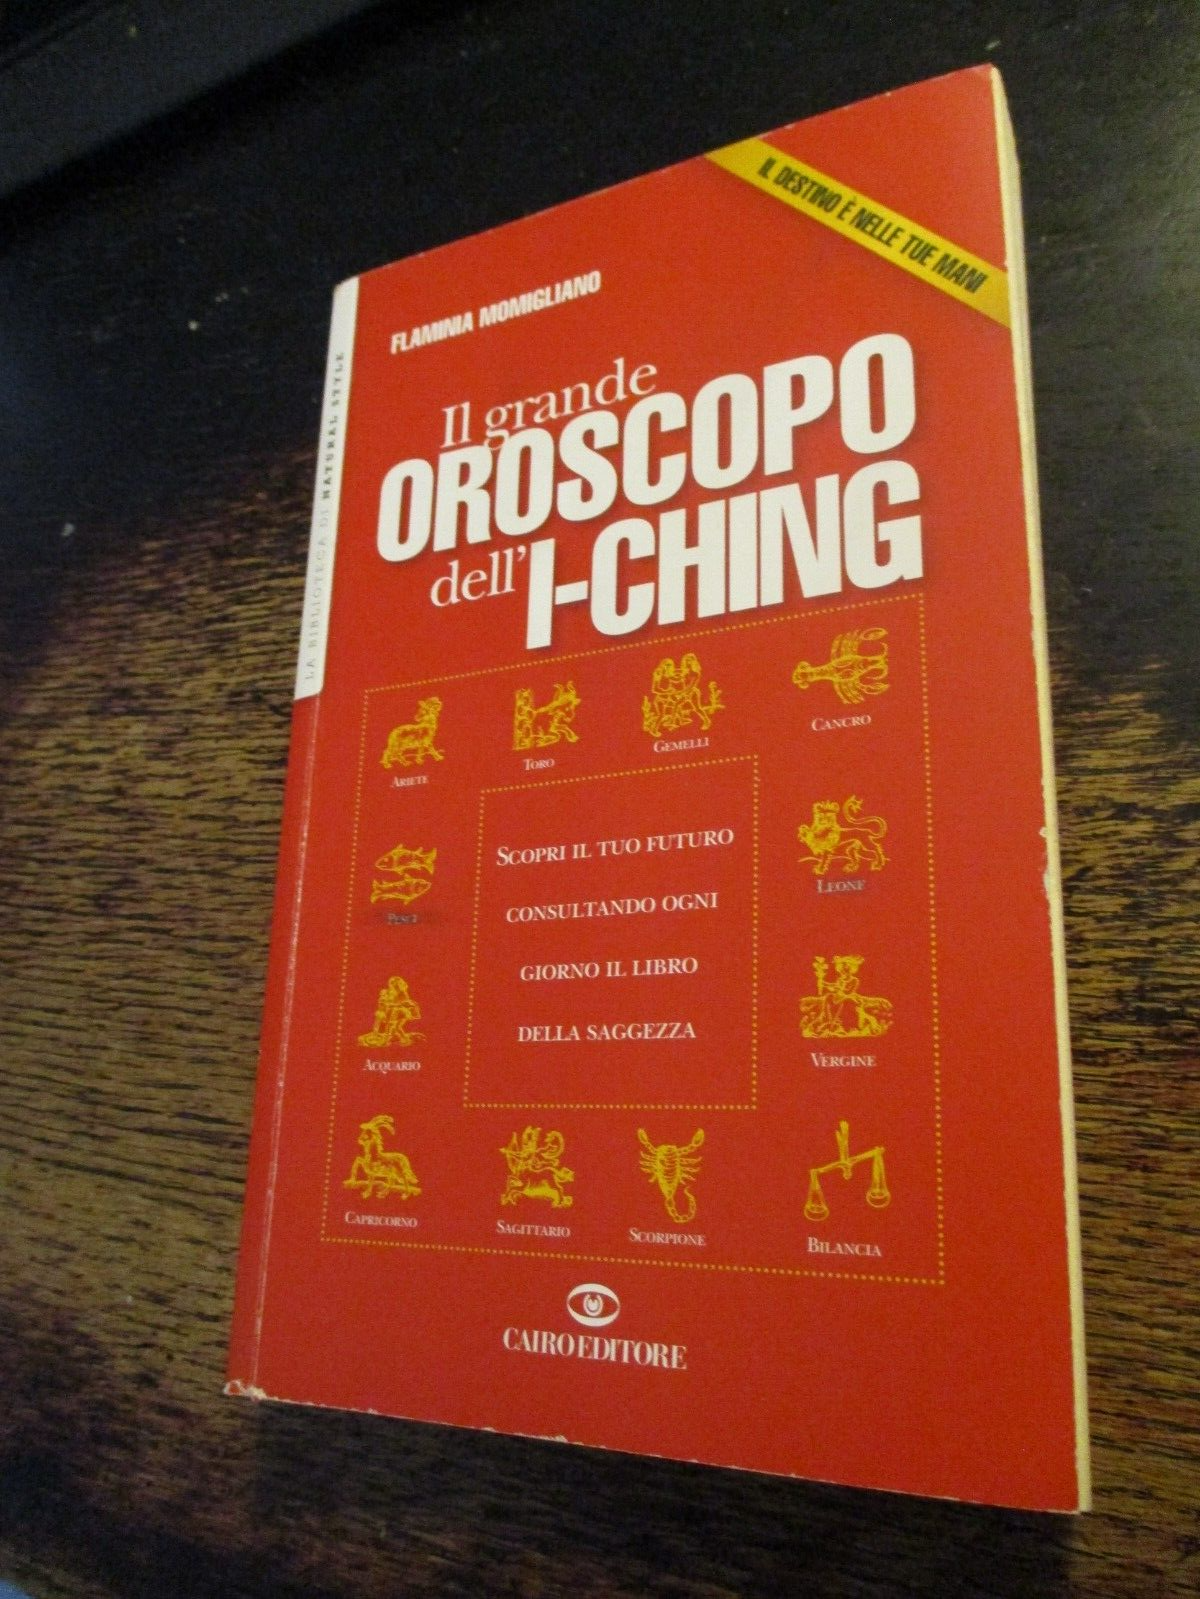 IL DESTINO È NELLE TUE MANI
FLAMINIA MOMIGLIANO
LA BIBLIOTECA DI NATURAL STYLE
Il grande
OROSCOPO
dell'I-CHING
ARIETE
TORO
GEMELLI
CANCRO
PESCI
LEONE
SCOPRI IL TUO FUTURO
CONSULTANDO OGNI
GIORNO IL LIBRO
DELLA SAGGEZZA
ACQUARIO
VERGINE
CAPRICORNO
SAGITTARIO
SCORPIONE
BILANCIA
CAIROEDITORE